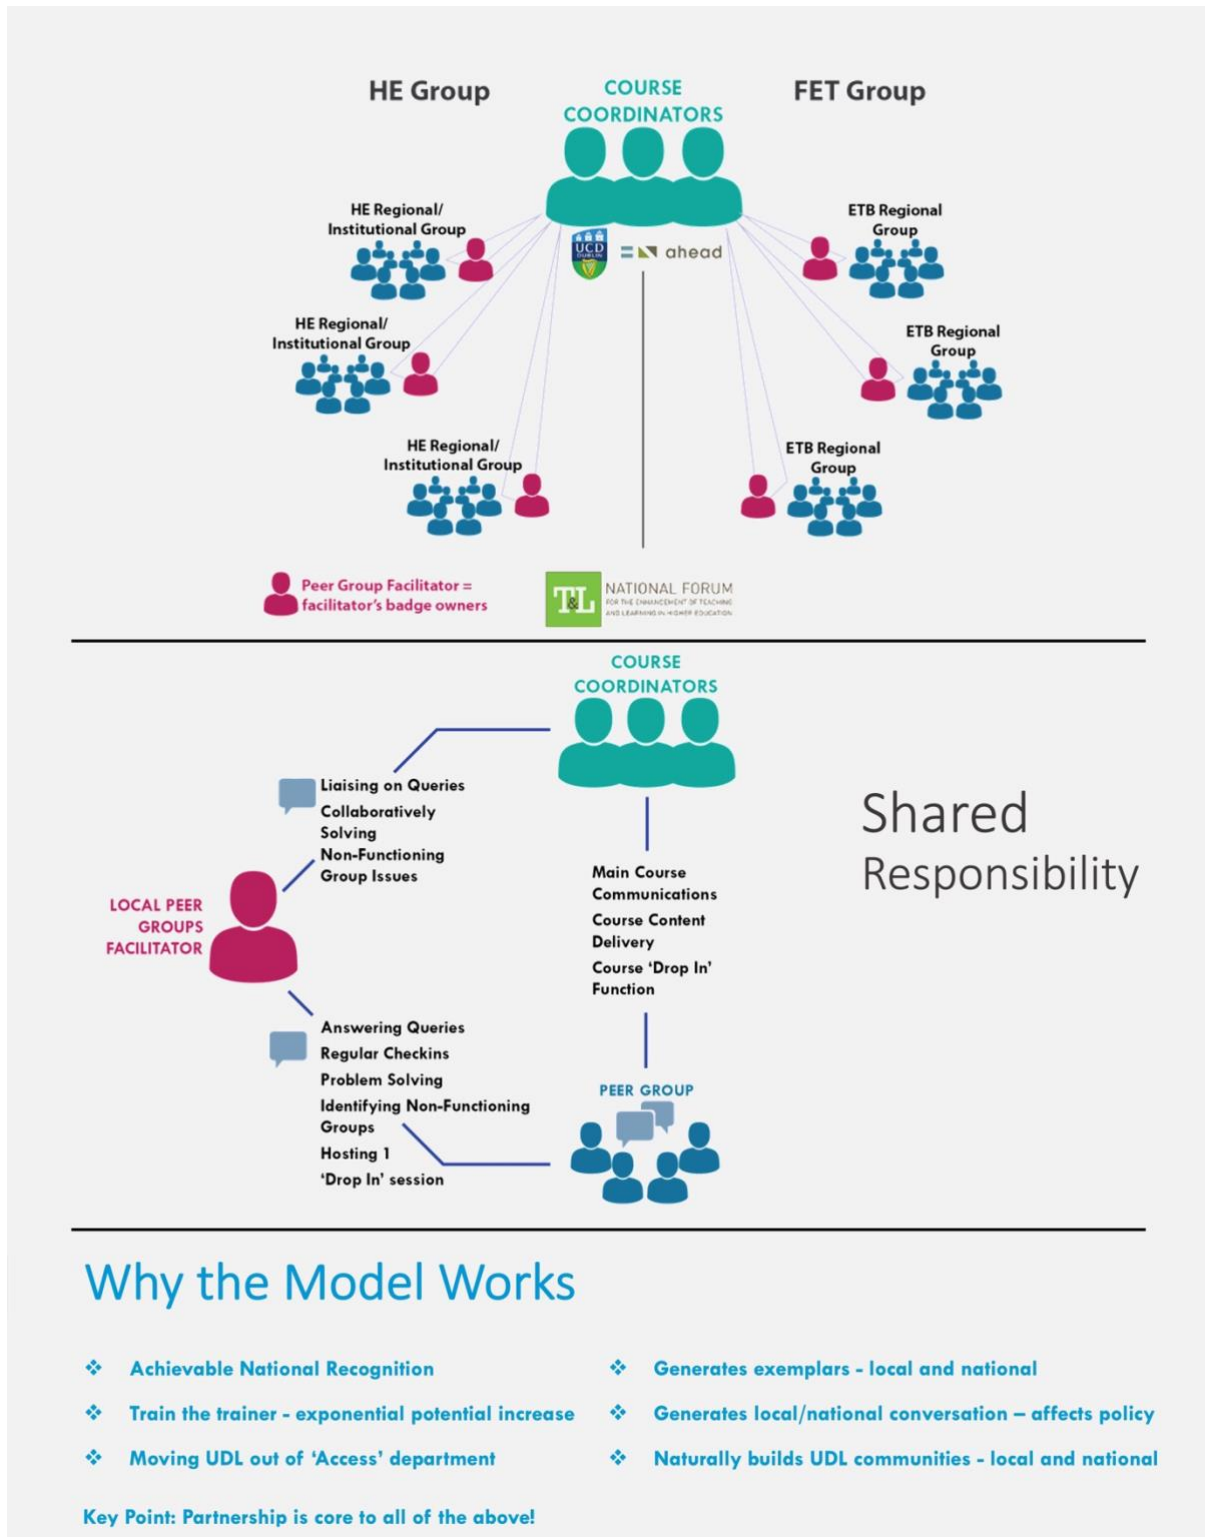 HE Group
COURSE
COORDINATORS
FET Group
HE Regional/
Institutional Group
ETB Regional
Group
UCD
DUBLIN
ahead
HE Regional/
Institutional Group
ETB Regional
Group
HE Regional/
Institutional Group
ETB Regional
Group
Peer Group Facilitator =
facilitator's badge owners
T&L
NATIONAL FORUM
FOR THE ENHANCEMENT OF TEACHING
AND LEARNING IN HIGHER EDUCATION
COURSE
COORDINATORS
Liaising on Queries
Collaboratively
Solving
Non-Functioning
Group Issues
LOCAL PEER
GROUPS
FACILITATOR
Main Course
Communications
Course Content
Delivery
Course ‘Drop In’
Function
Shared
Responsibility
Answering Queries
Regular Checkins
Problem Solving
Identifying Non-Functioning
Groups
Hosting 1
‘Drop In’ session
PEER GROUP
Why the Model Works
❖ Achievable National Recognition
❖ Train the trainer - exponential potential increase
❖ Moving UDL out of ‘Access’ department
❖ Generates exemplars - local and national
❖ Generates local/national conversation – affects policy
❖ Naturally builds UDL communities - local and national
Key Point: Partnership is core to all of the above!